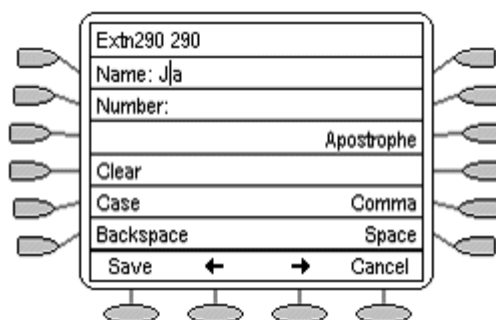 Extn290 290
Name: J|a
Number:
Apostrophe
Clear
Case Comma
Backspace Space
Save ← → Cancel